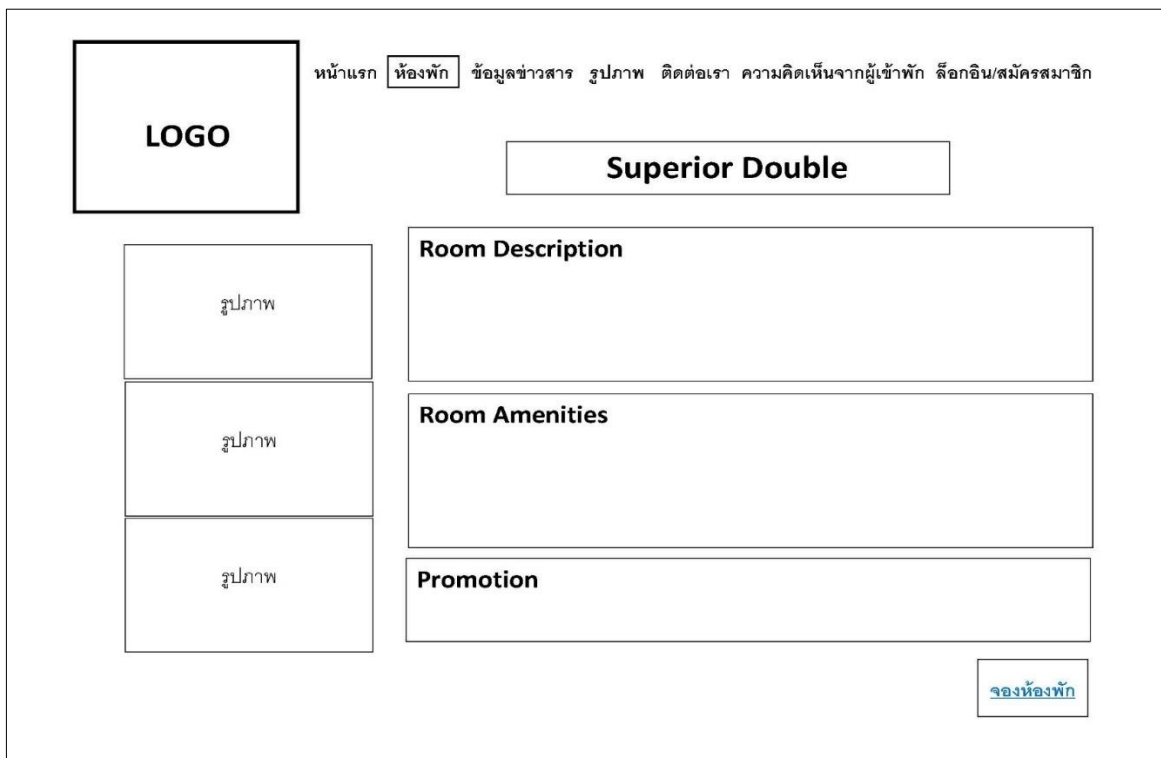 หน้าแรก ห้องพัก ข้อมูลข่าวสาร รูปภาพ ติดต่อเรา ความคิดเห็นจากผู้เข้าพัก ล็อกอิน/สมัครสมาชิก
LOGO
Superior Double
Room Description
รูปภาพ
Room Amenities
รูปภาพ
Promotion
รูปภาพ
จองห้องพัก